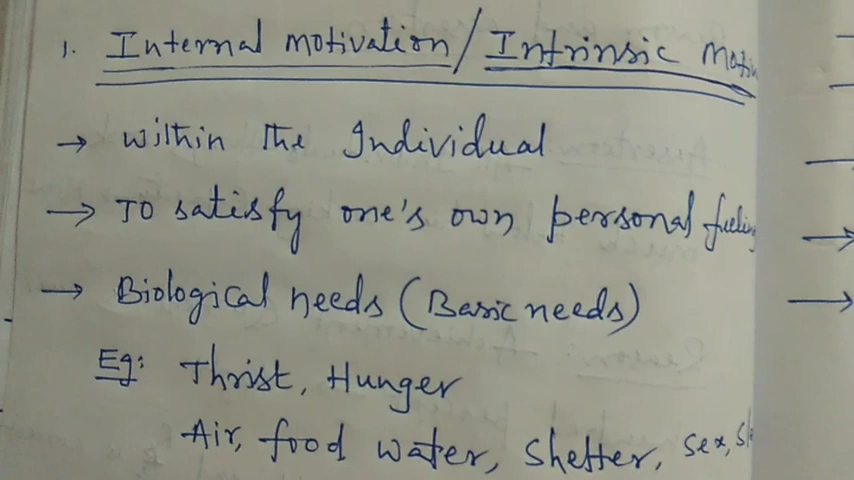 1. Internal motivation / Intrinsic
→ within the Individual
→ To satisfy one's own personal
→ Biological needs (Basic needs)
Eg: Thrist, Hunger
Air, food water, Shelter, Sex,